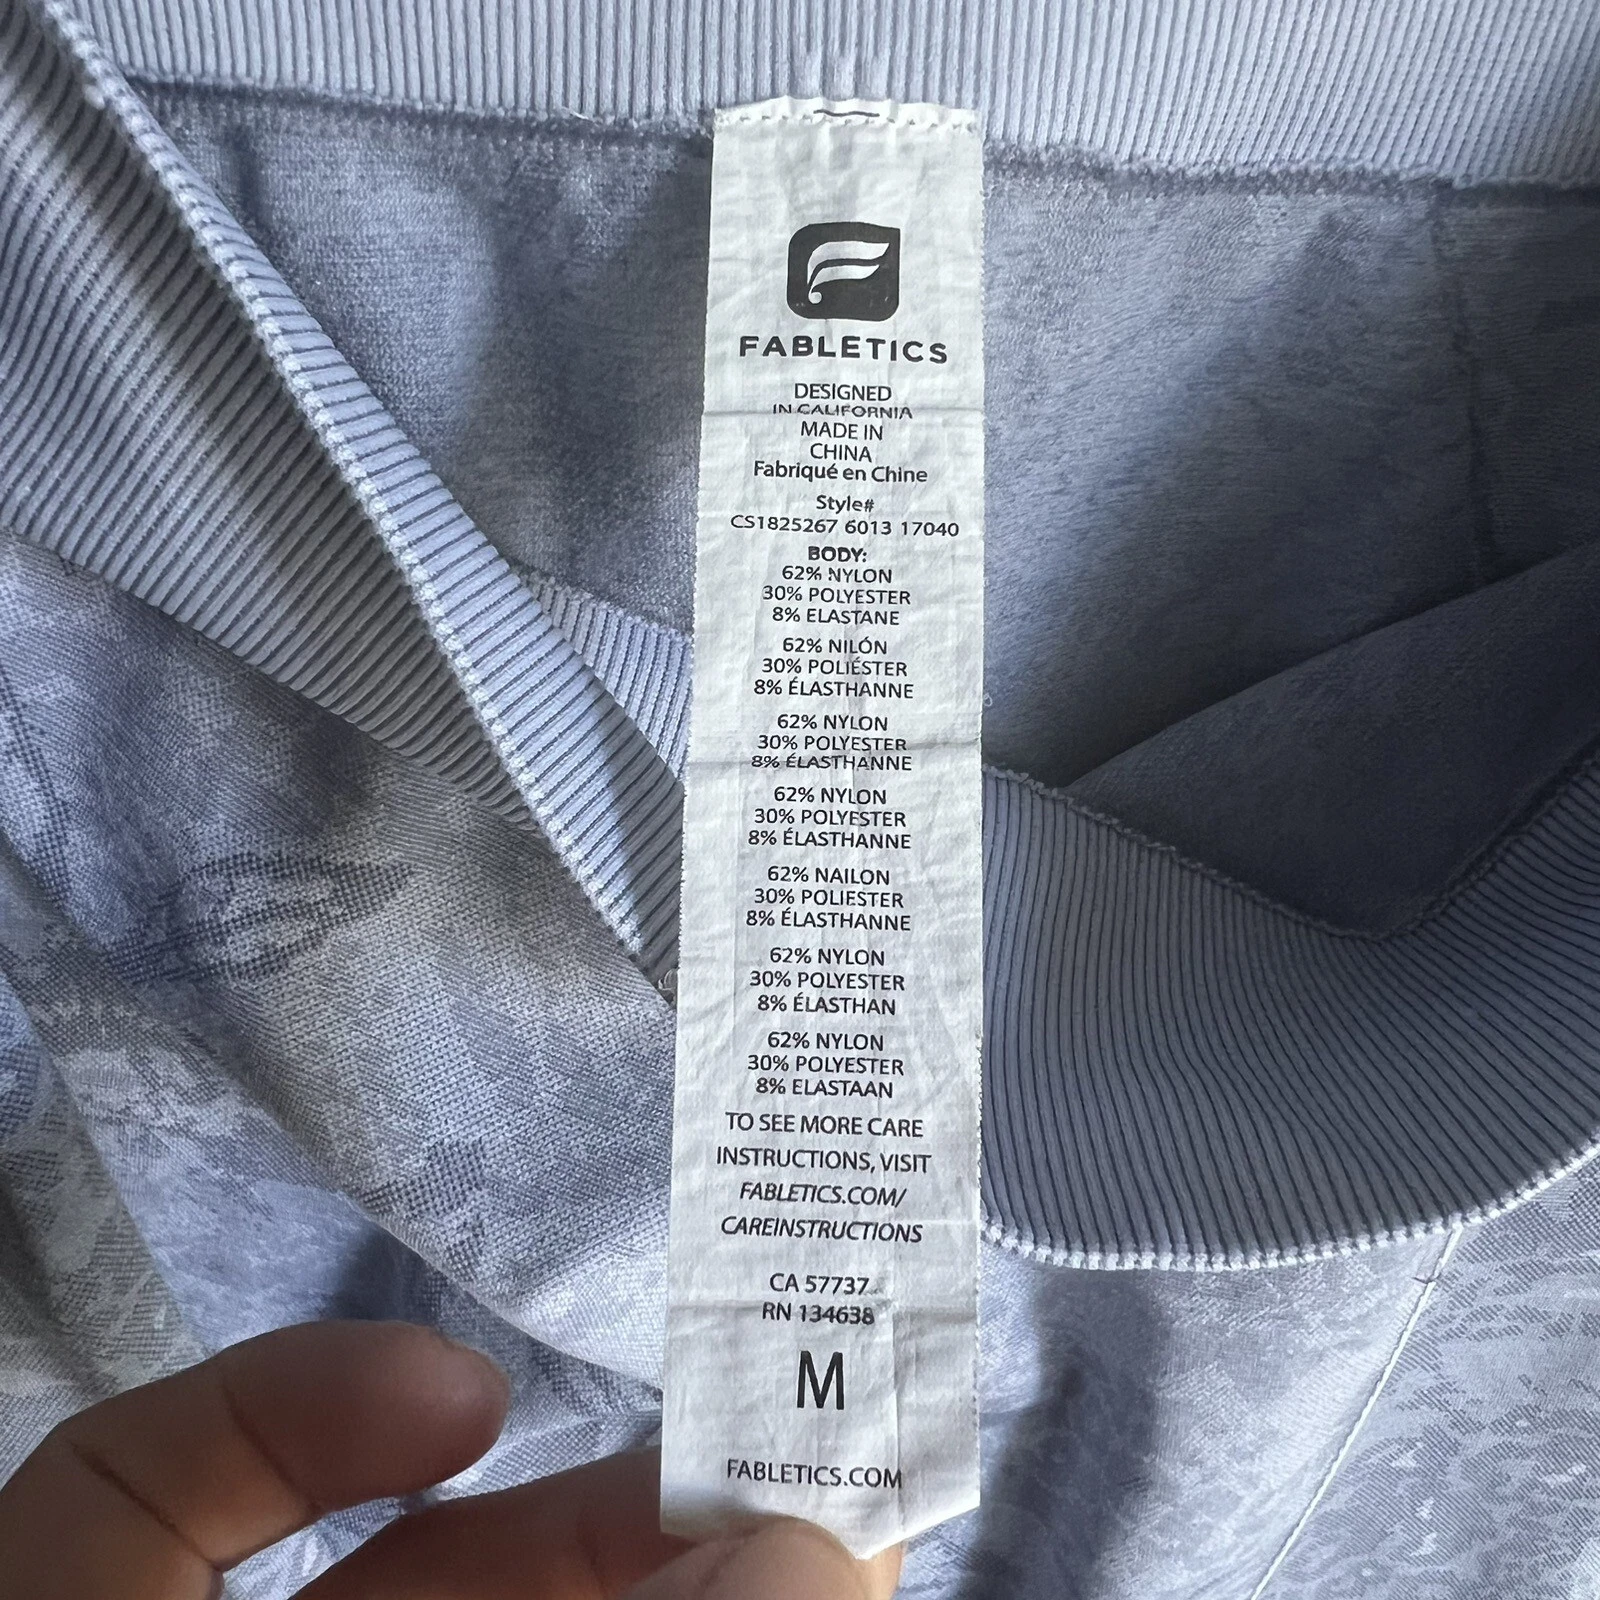 FABLETICS
DESIGNED
IN CALIFORNIA
MADE IN
CHINA
Fabriqué en Chine
Style#
CS1825267 6013 17040
BODY:
62% NYLON
30% POLYESTER
8% ELASTANE
62% NILÓN
30% POLIÉSTER
8% ÉLASTHANNE
62% NYLON
30% POLYESTER
8% ÉLASTHANNE
62% NYLON
30% POLYESTER
8% ÉLASTHANNE
62% NAILON
30% POLIESTER
8% ÉLASTHANNE
62% NYLON
30% POLYESTER
8% ÉLASTHAN
62% NYLON
30% POLYESTER
8% ELASTAAN
TO SEE MORE CARE
INSTRUCTIONS, VISIT
FABLETICS.COM/
CAREINSTRUCTIONS
CA 57737
RN 134638
M
FABLETICS.COM